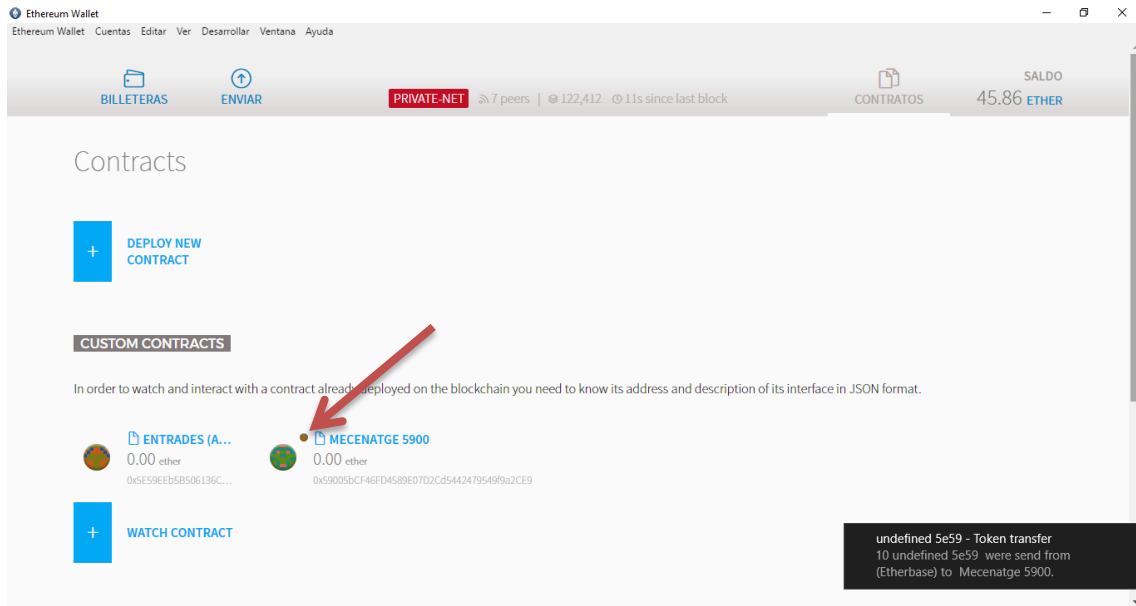 Ethereum Wallet
Ethereum Wallet Cuentas Editar Ver Desarrollar Ventana Ayuda
BILLETERAS
ENVIAR
PRIVATE-NET 7 peers | 122,412 11s since last block
CONTRATOS
SALDO
45.86 ETHER
Contracts
+
DEPLOY NEW
CONTRACT
CUSTOM CONTRACTS
In order to watch and interact with a contract already deployed on the blockchain you need to know its address and description of its interface in JSON format.
ENTRADES (A...
0.00 ether
0x5E59EEb5B506136C...
MECENATGE 5900
0.00 ether
0x59005bCF46FD4589E07D2Cd5442479549f9a2CE9
+
WATCH CONTRACT
undefined 5e59 - Token transfer
10 undefined 5e59 were send from
(Etherbase) to Mecenatge 5900.